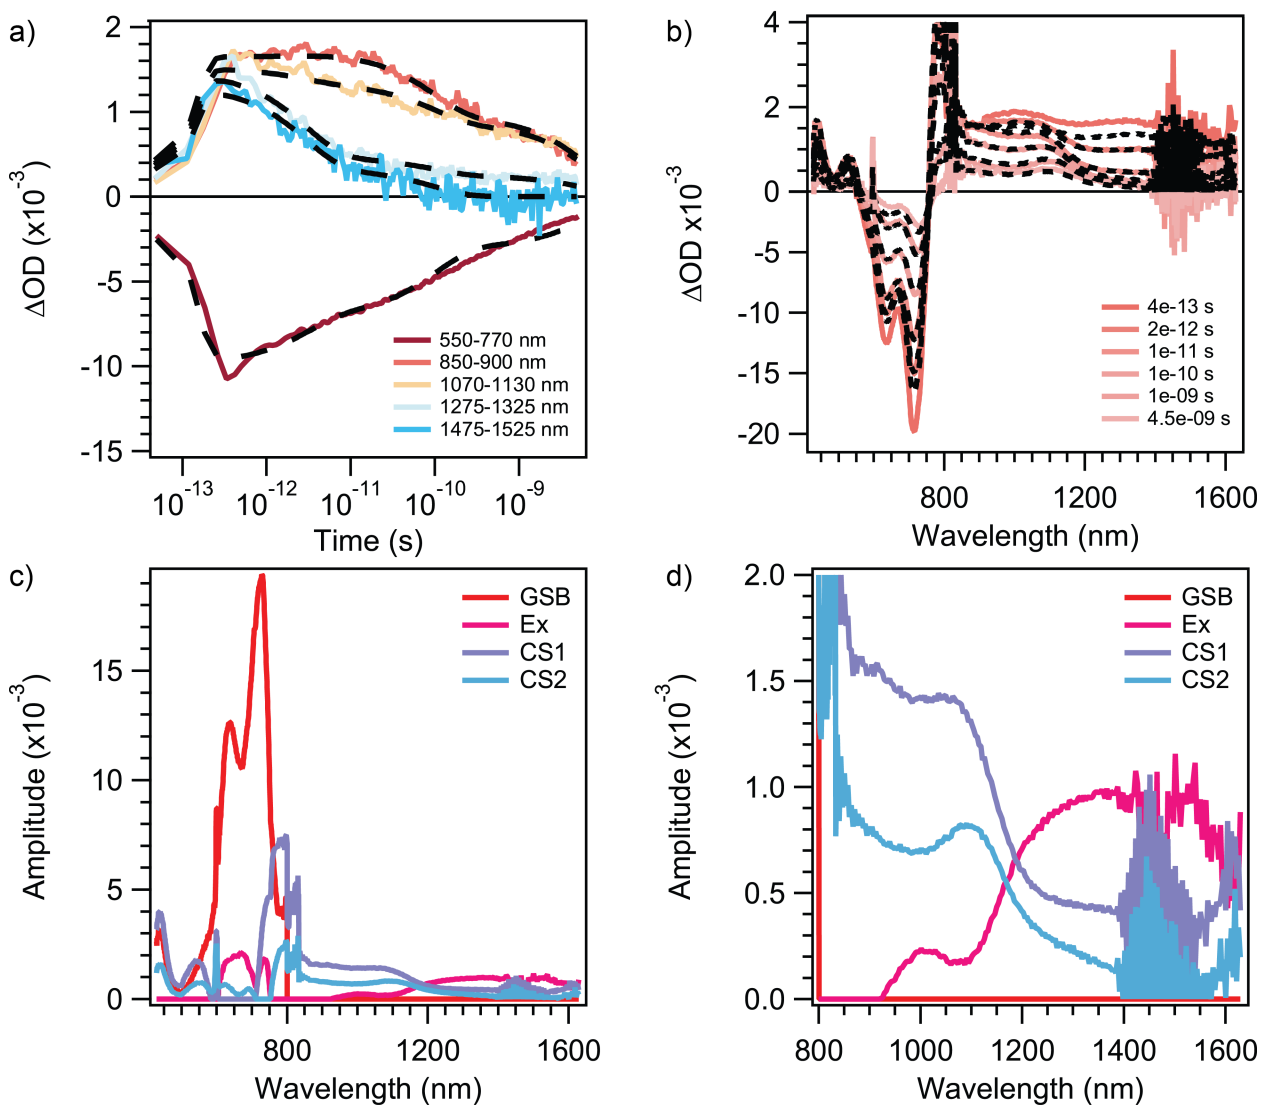 a)
2
1
0
-5
-10
-15
ΔOD (x10⁻³)
10⁻¹³ 10⁻¹² 10⁻¹¹ 10⁻¹⁰ 10⁻⁹
Time (s)
550-770 nm
850-900 nm
1070-1130 nm
1275-1325 nm
1475-1525 nm
b)
4
2
0
-5
-10
-15
-20
ΔOD x10⁻³
800 1200 1600
Wavelength (nm)
4e-13 s
2e-12 s
1e-11 s
1e-10 s
1e-09 s
4.5e-09 s
c)
15
10
5
0
Amplitude (x10⁻³)
800 1200 1600
Wavelength (nm)
GSB
Ex
CS1
CS2
d)
2.0
1.5
1.0
0.5
0.0
Amplitude (x10⁻³)
800 1000 1200 1400 1600
Wavelength (nm)
GSB
Ex
CS1
CS2